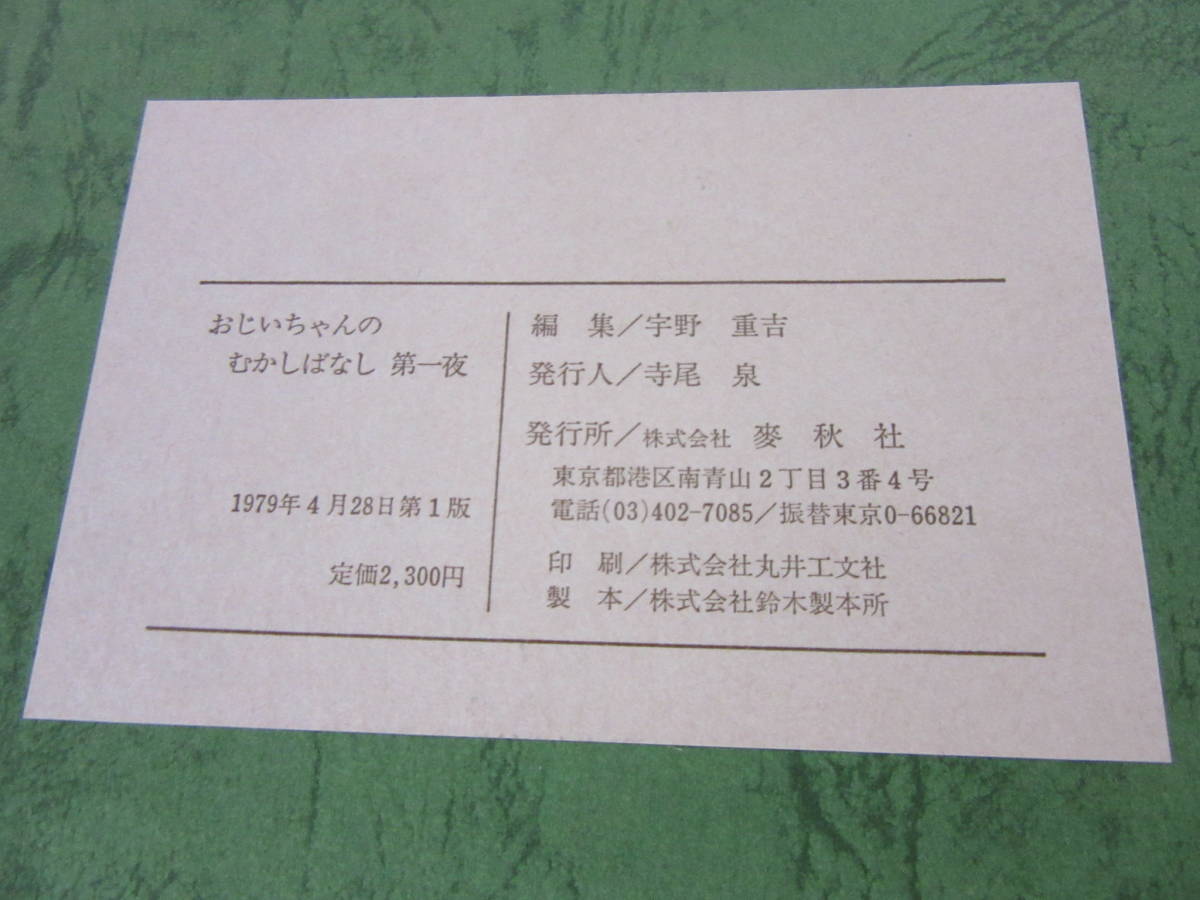 おじいちゃんの
むかしばなし 第一夜
1979年4月28日第1版
定価2,300円
編　集／宇野　重吉
発行人／寺尾　泉
発行所／株式会社 麥 秋 社
東京都港区南青山2丁目3番4号
電話(03)402-7085／振替東京0-66821
印　刷／株式会社丸井工文社
製　本／株式会社鈴木製本所